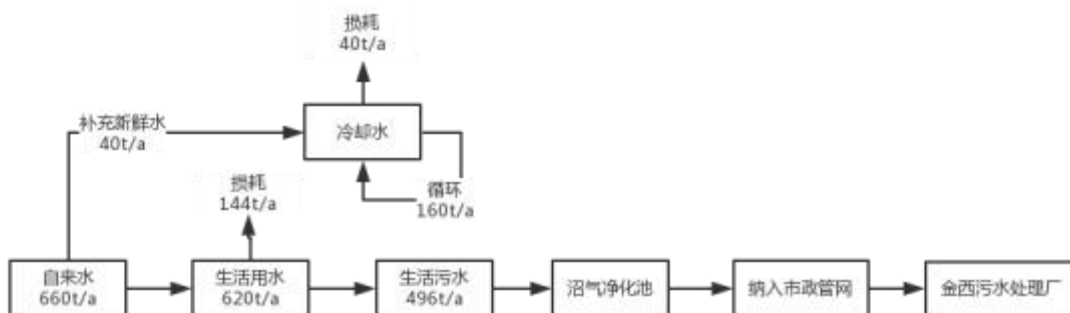 损耗
40t/a
补充新鲜水
40t/a
冷却水
损耗
144t/a
循环
160t/a
自来水
660t/a
生活用水
620t/a
生活污水
496t/a
沼气净化池
纳入市政管网
金西污水处理厂